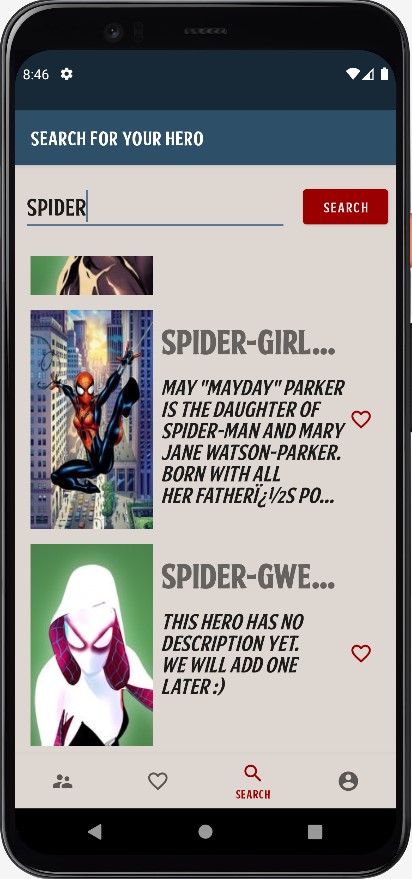 8:46
SEARCH FOR YOUR HERO
SPIDER
SEARCH
SPIDER-GIRL...
MAY "MAYDAY" PARKER
IS THE DAUGHTER OF
SPIDER-MAN AND MARY
JANE WATSON-PARKER.
BORN WITH ALL
HER FATHERÏ¿½S PO...
SPIDER-GWE...
THIS HERO HAS NO
DESCRIPTION YET.
WE WILL ADD ONE
LATER :)
SEARCH